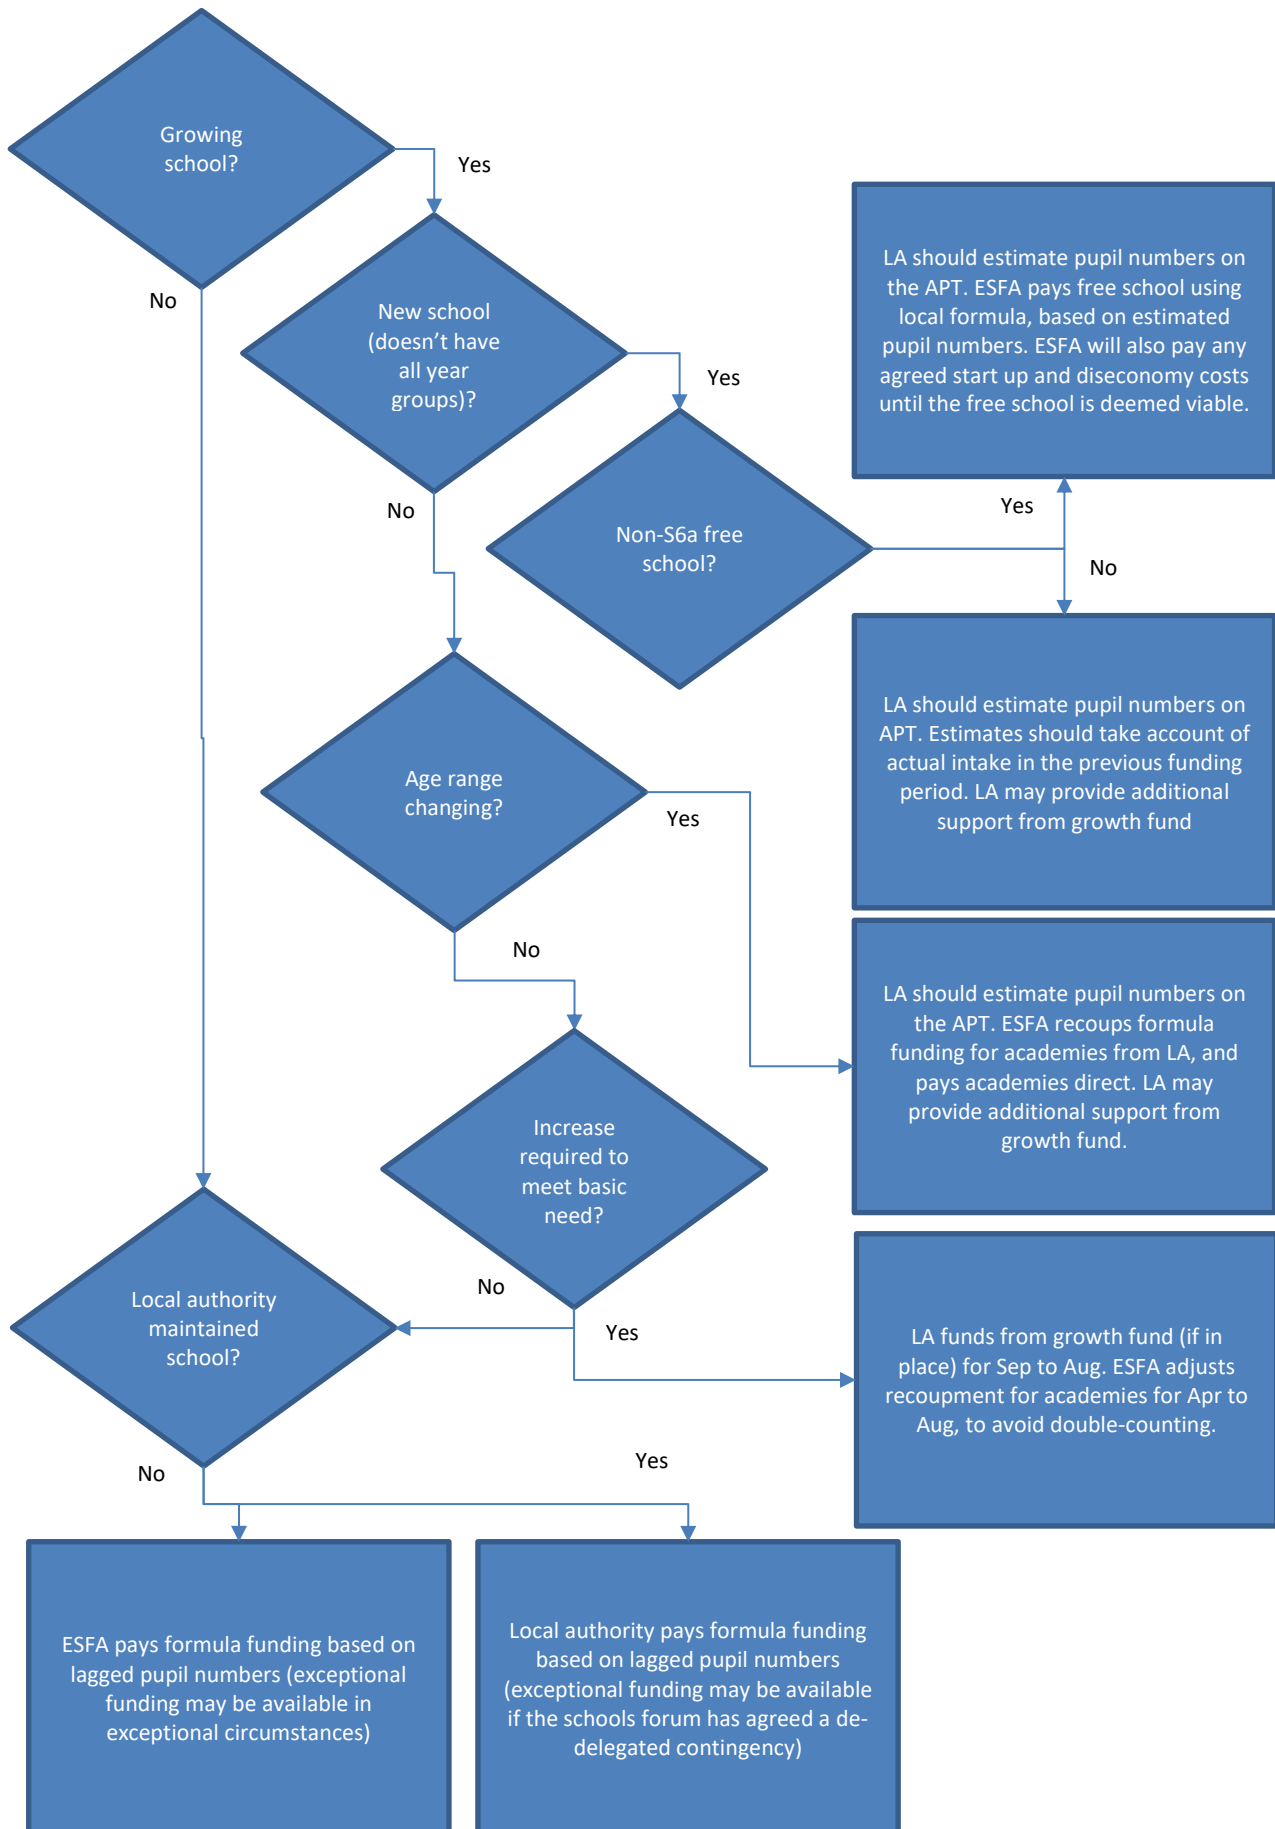 Growing
school?
Yes
No
New school
(doesn't have
all year
groups)?
Yes
No
LA should estimate pupil numbers on
the APT. ESFA pays free school using
local formula, based on estimated
pupil numbers. ESFA will also pay any
agreed start up and diseconomy costs
until the free school is deemed viable.
Non-S6a free
school?
Yes
No
LA should estimate pupil numbers on
APT. Estimates should take account of
actual intake in the previous funding
period. LA may provide additional
support from growth fund
Age range
changing?
Yes
No
LA should estimate pupil numbers on
the APT. ESFA recoups formula
funding for academies from LA, and
pays academies direct. LA may
provide additional support from
growth fund.
Increase
required to
meet basic
need?
No
Yes
LA funds from growth fund (if in
place) for Sep to Aug. ESFA adjusts
recoupment for academies for Apr to
Aug, to avoid double-counting.
Local authority
maintained
school?
No
Yes
ESFA pays formula funding based on
lagged pupil numbers (exceptional
funding may be available in
exceptional circumstances)
Local authority pays formula funding
based on lagged pupil numbers
(exceptional funding may be available
if the schools forum has agreed a de-
delegated contingency)